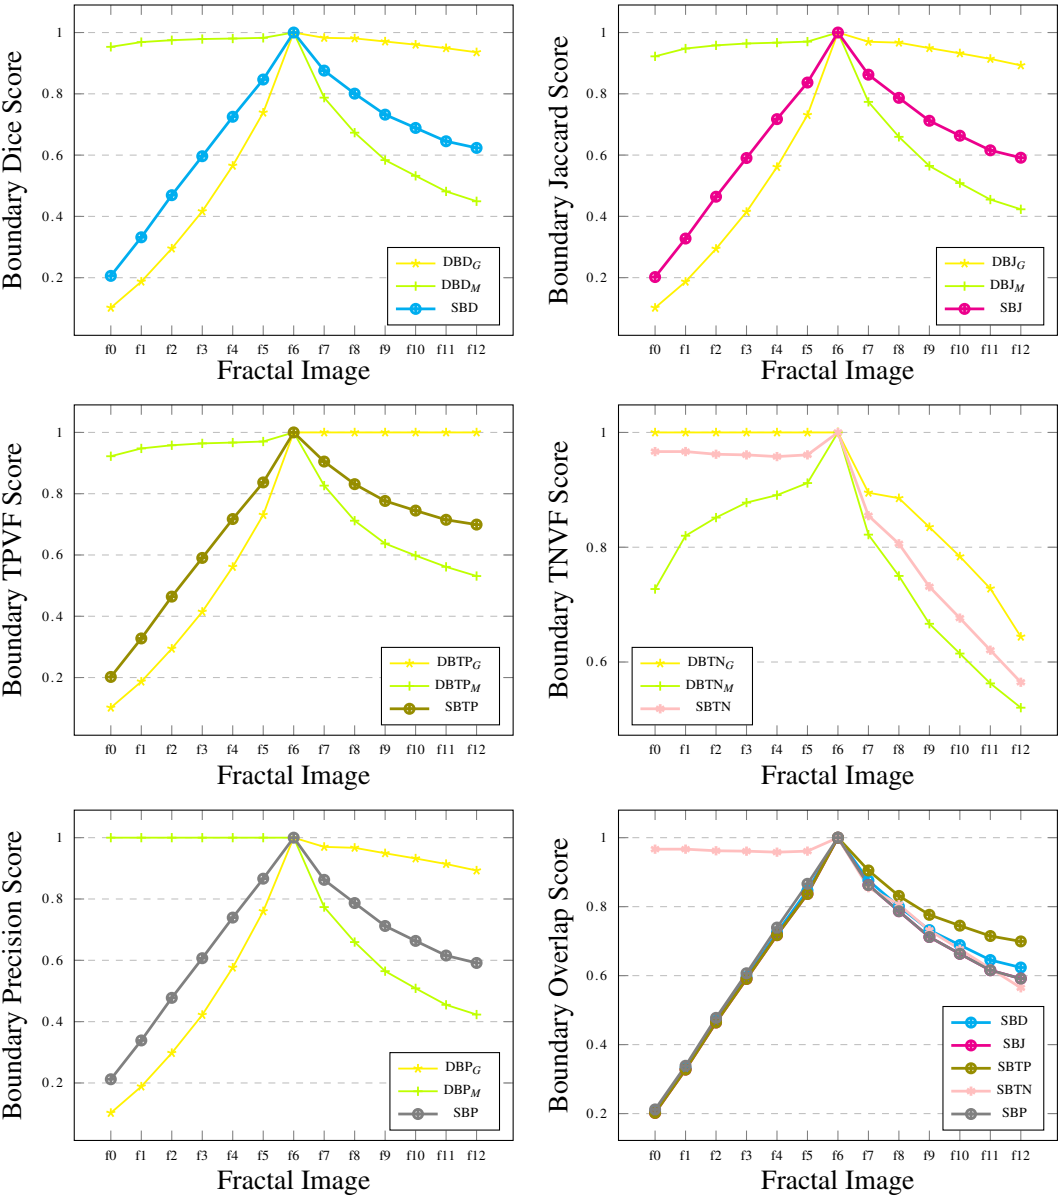 Boundary Dice Score
1
0.8
0.6
0.4
0.2
f0 f1 f2 f3 f4 f5 f6 f7 f8 f9 f10 f11 f12
Fractal Image
DBD_G
DBD_M
SBD
Boundary Jaccard Score
1
0.8
0.6
0.4
0.2
f0 f1 f2 f3 f4 f5 f6 f7 f8 f9 f10 f11 f12
Fractal Image
DBJ_G
DBJ_M
SBJ
Boundary TPVF Score
1
0.8
0.6
0.4
0.2
f0 f1 f2 f3 f4 f5 f6 f7 f8 f9 f10 f11 f12
Fractal Image
DBTP_G
DBTP_M
SBTP
Boundary TNVF Score
1
0.8
0.6
f0 f1 f2 f3 f4 f5 f6 f7 f8 f9 f10 f11 f12
Fractal Image
DBTN_G
DBTN_M
SBTN
Boundary Precision Score
1
0.8
0.6
0.4
0.2
f0 f1 f2 f3 f4 f5 f6 f7 f8 f9 f10 f11 f12
Fractal Image
DBP_G
DBP_M
SBP
Boundary Overlap Score
1
0.8
0.6
0.4
0.2
f0 f1 f2 f3 f4 f5 f6 f7 f8 f9 f10 f11 f12
Fractal Image
SBD
SBJ
SBTP
SBTN
SBP